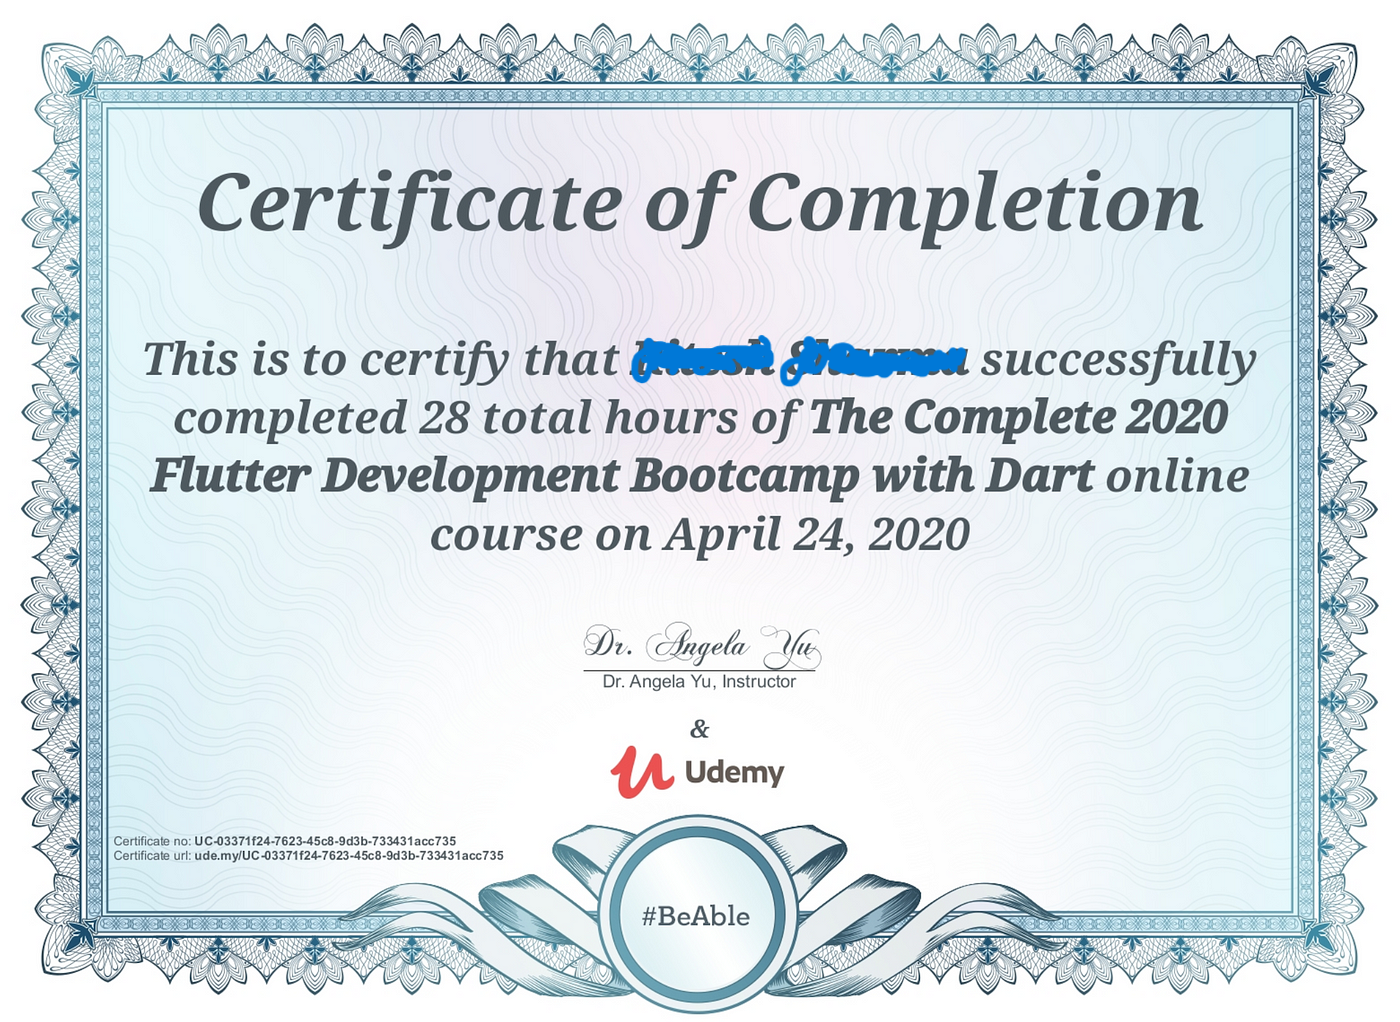 Certificate of Completion
This is to certify that successfully
completed 28 total hours of The Complete 2020
Flutter Development Bootcamp with Dart online
course on April 24, 2020
Dr. Angela Yu
Dr. Angela Yu, Instructor
&
Udemy
Certificate no: UC-03371f24-7623-45c8-9d3b-733431acc735
Certificate url: ude.my/UC-03371f24-7623-45c8-9d3b-733431acc735
#BeAble